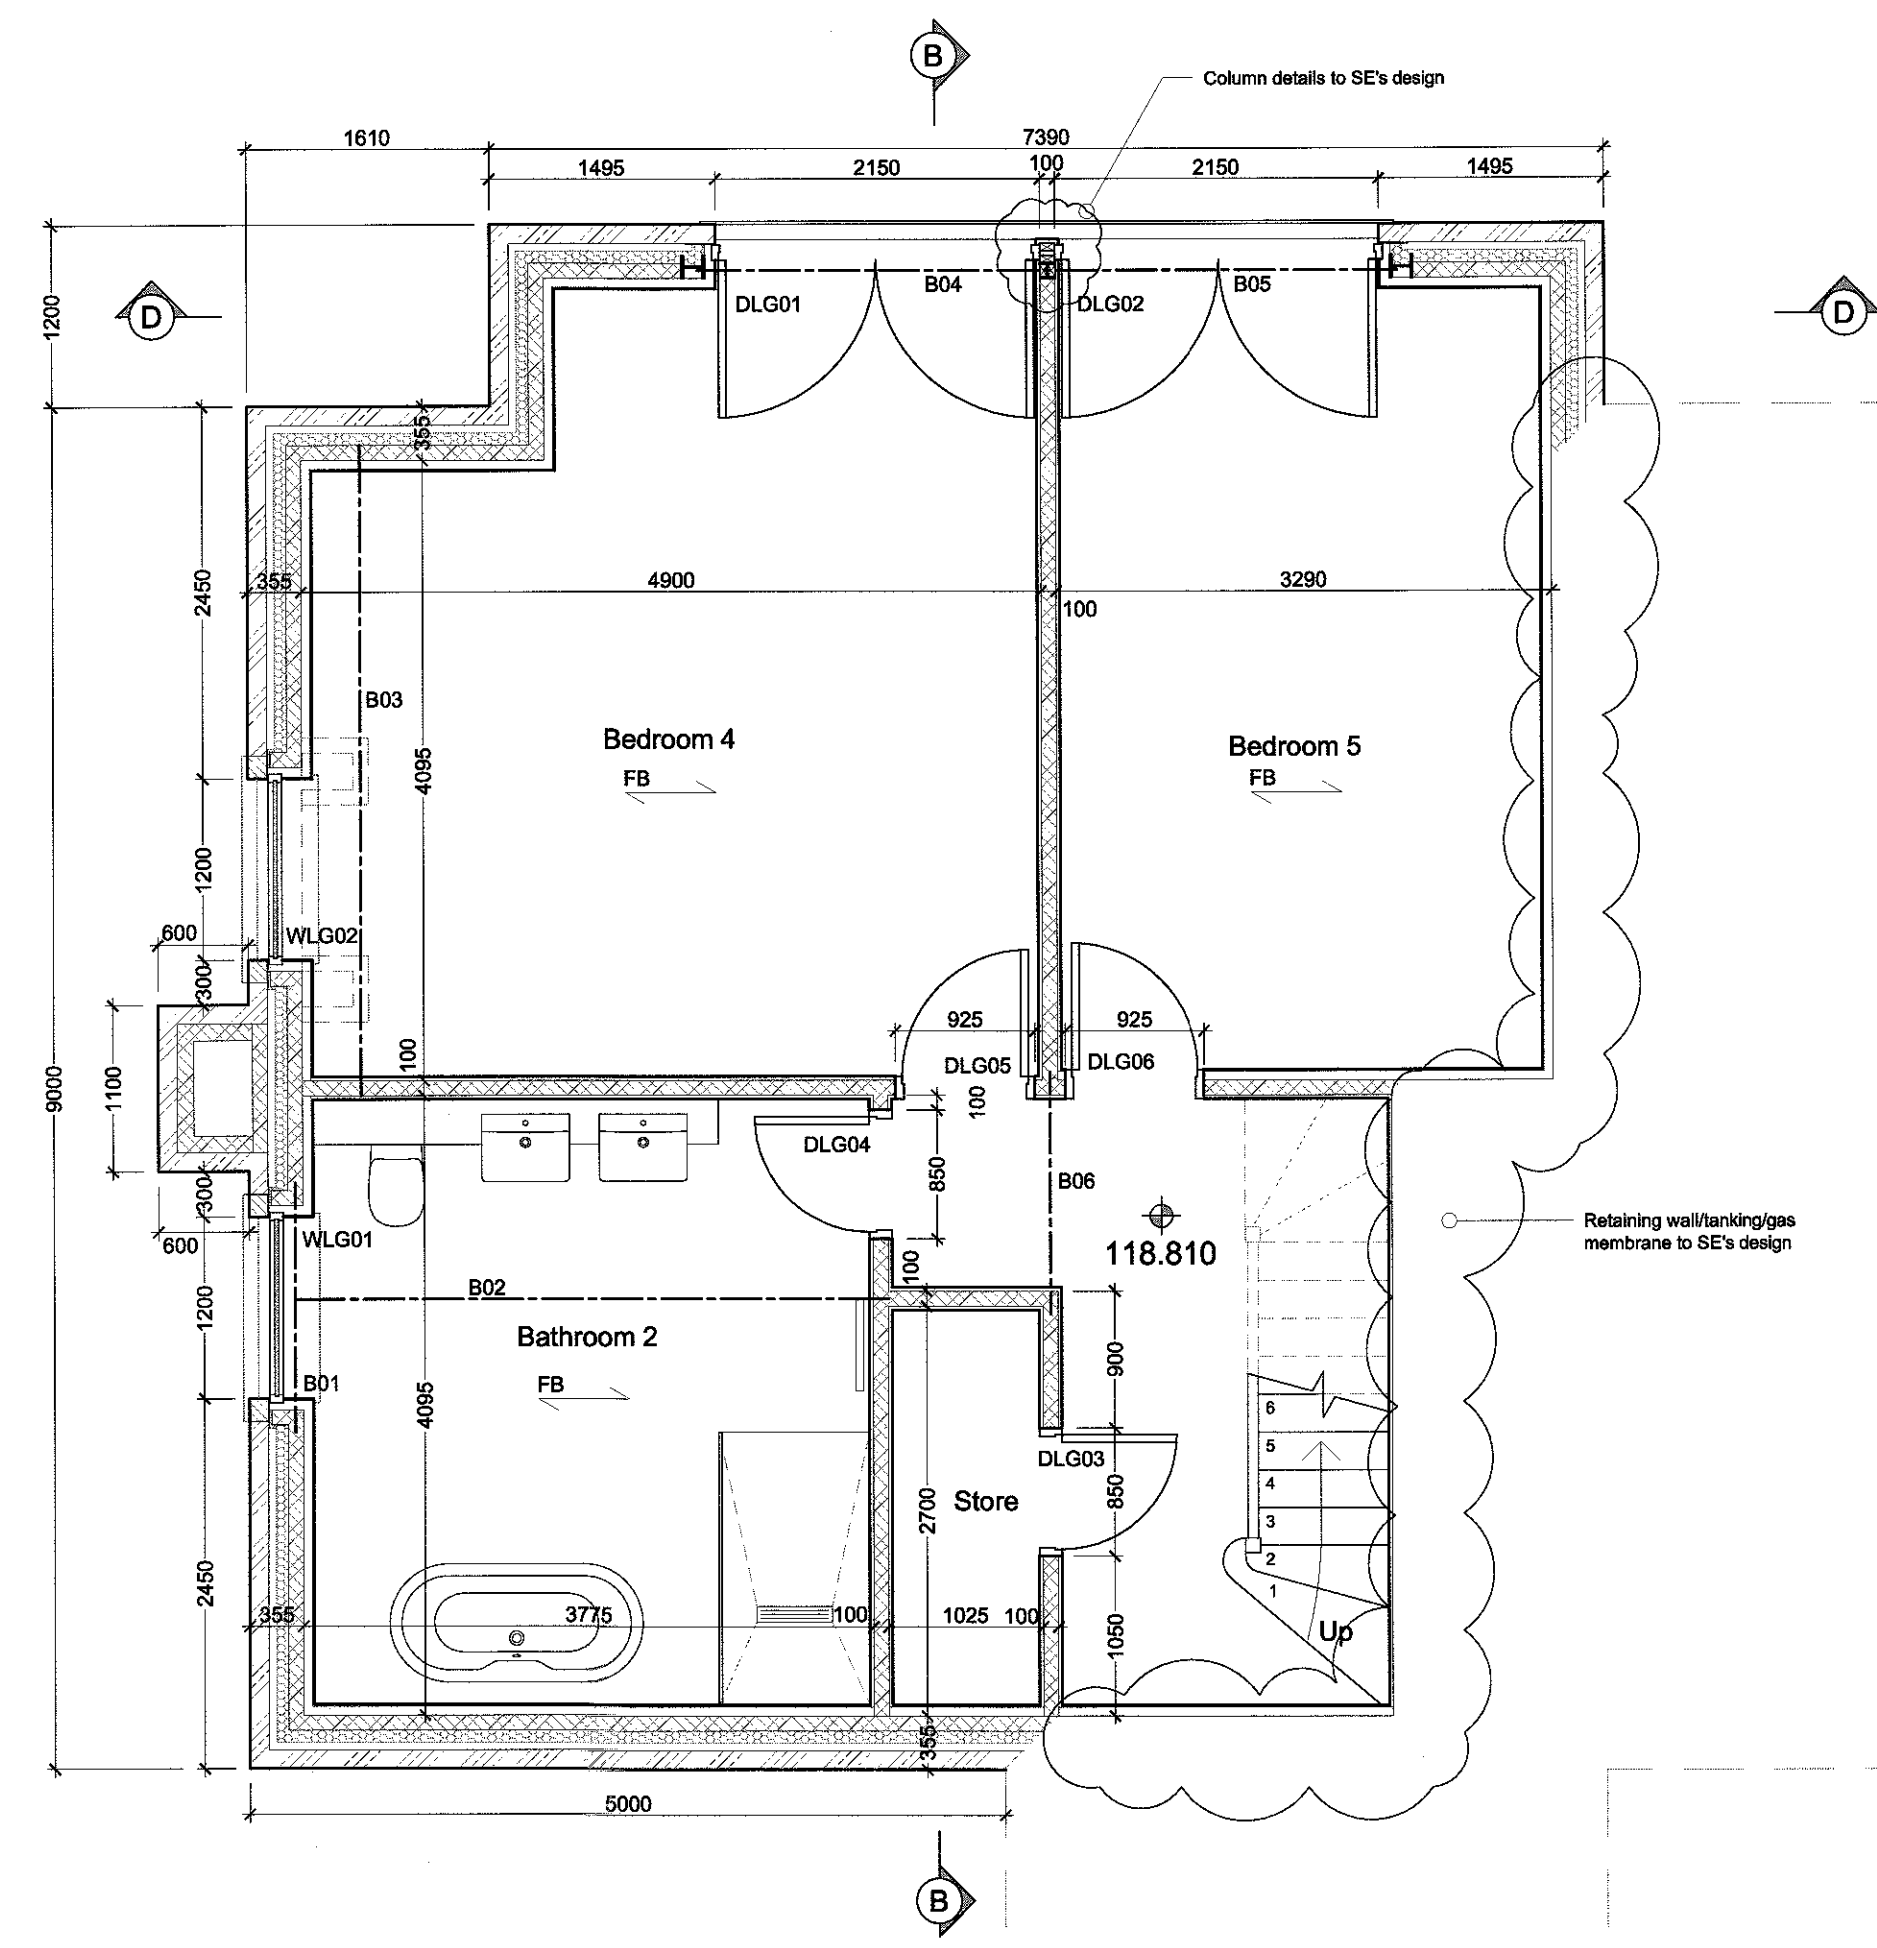 B
Column details to SE's design
1610
7390
1495
2150
100
2150
1495
D
DLG01
B04
DLG02
B05
D
1200
355
2450
355
4900
100
3290
B03
Bedroom 4
FB
4095
Bedroom 5
FB
1200
WLG02
600
300
925
925
DLG05
DLG06
100
100
9000
1100
DLG04
850
B06
300
600
WLG01
118.810
Retaining wall/tanking/gas
membrane to SE's design
100
B02
1200
Bathroom 2
FB
B01
4095
900
6
5
4
3
2
1
DLG03
850
Store
2700
2450
355
3775
100
1025
100
1050
Up
355
5000
B